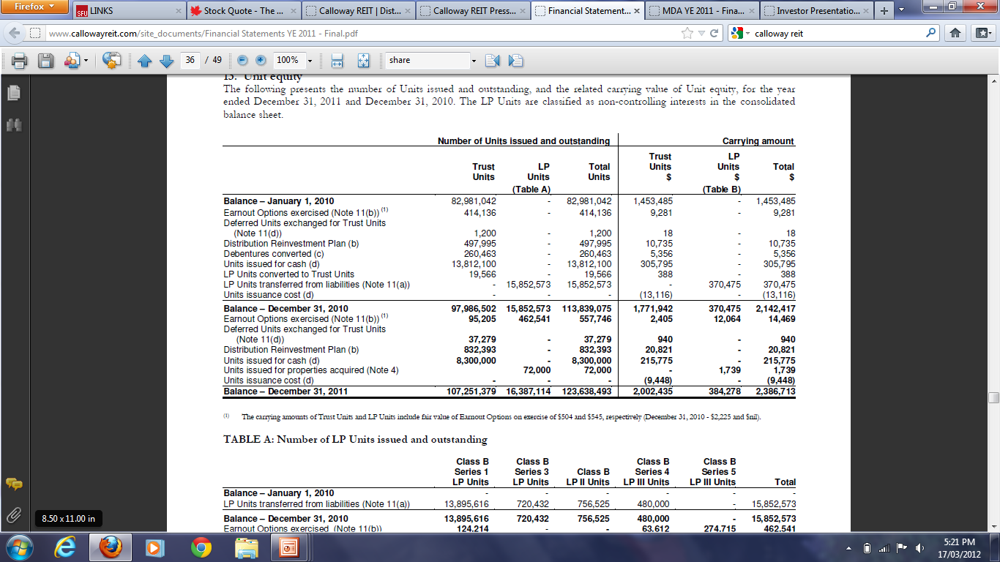 Firefox
SFU LINKS × Stock Quote - The ... × Calloway REIT | Dist... × Calloway REIT Press... × Financial Statement... × MDA YE 2011 - Fina... × Investor Presentatio... × +
www.callowayreit.com/site_documents/Financial Statements YE 2011 - Final.pdf calloway reit
36 / 49 100% share
13. Unit equity
The following presents the number of Units issued and outstanding, and the related carrying value of Unit equity, for the year
ended December 31, 2011 and December 31, 2010. The LP Units are classified as non-controlling interests in the consolidated
balance sheet.
Number of Units issued and outstanding Carrying amount
Trust LP
Trust LP Total Units Units Total
Units Units Units $ $ $
(Table A) (Table B)
Balance – January 1, 2010 82,981,042 - 82,981,042 1,453,485 - 1,453,485
Earnout Options exercised (Note 11(b)) (1) 414,136 - 414,136 9,281 - 9,281
Deferred Units exchanged for Trust Units
(Note 11(d)) 1,200 - 1,200 18 - 18
Distribution Reinvestment Plan (b) 497,995 - 497,995 10,735 - 10,735
Debentures converted (c) 260,463 - 260,463 5,356 - 5,356
Units issued for cash (d) 13,812,100 - 13,812,100 305,795 - 305,795
LP Units converted to Trust Units 19,566 - 19,566 388 - 388
LP Units transferred from liabilities (Note 11(a)) - 15,852,573 15,852,573 - 370,475 370,475
Units issuance cost (d) - - - (13,116) - (13,116)
Balance – December 31, 2010 97,986,502 15,852,573 113,839,075 1,771,942 370,475 2,142,417
Earnout Options exercised (Note 11(b)) (1) 95,205 462,541 557,746 2,405 12,064 14,469
Deferred Units exchanged for Trust Units
(Note 11(d)) 37,279 - 37,279 940 - 940
Distribution Reinvestment Plan (b) 832,393 - 832,393 20,821 - 20,821
Units issued for cash (d) 8,300,000 - 8,300,000 215,775 - 215,775
Units issued for properties acquired (Note 4) 72,000 72,000 - 1,739 1,739
Units issuance cost (d) - - - (9,448) - (9,448)
Balance – December 31, 2011 107,251,379 16,387,114 123,638,493 2,002,435 384,278 2,386,713
(1) The carrying amounts of Trust Units and LP Units include fair value of Earnout Options on exercise of $504 and $545, respectively (December 31, 2010 - $2,225 and $nil).
TABLE A: Number of LP Units issued and outstanding
Class B Class B Class B Class B
Series 1 Series 3 Class B Series 4 Series 5
LP Units LP Units LP II Units LP III Units LP III Units Total
Balance – January 1, 2010 - - - - - -
LP Units transferred from liabilities (Note 11(a)) 13,895,616 720,432 756,525 480,000 - 15,852,573
Balance – December 31, 2010 13,895,616 720,432 756,525 480,000 - 15,852,573
Earnout Options exercised (Note 11(b)) 124,214 - - 63,612 274,715 462,541
8.50 x 11.00 in
5:21 PM
17/03/2012